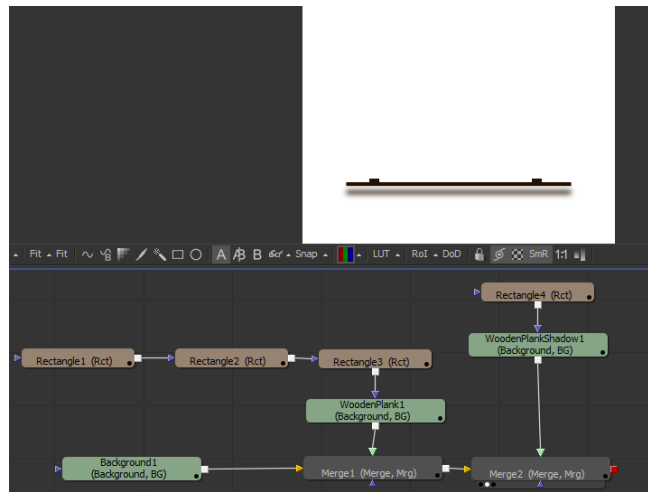 Fit Fit A B B Snap LUT RoI DoD SmR 1:1
Rectangle4 (Rct)
WoodenPlankShadow1
(Background, BG)
Rectangle1 (Rct) Rectangle2 (Rct) Rectangle3 (Rct)
WoodenPlank1
(Background, BG)
Background1
(Background, BG)
Merge1 (Merge, Mrg) Merge2 (Merge, Mrg)